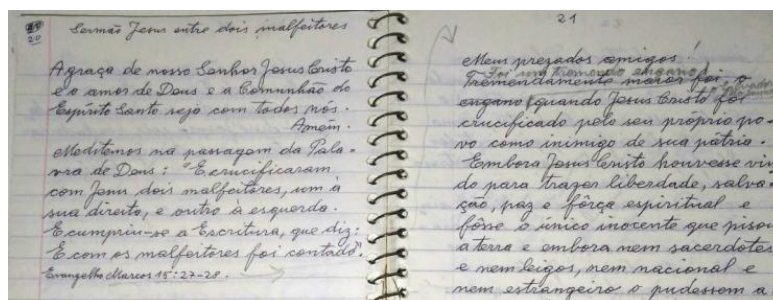 20
Sermão Jesus entre dois malfeitores
A graça de nosso Senhor Jesus Cristo
e o amor de Deus e a Comunhão do
Espírito Santo seja com todos nós.
Amém.
Meditemos na passagem da Pala-
vra de Deus: "E crucificaram
com Jesus dois malfeitores, um à
sua direita, e outro à esquerda.
E cumpriu-se a Escritura, que diz:
E com os malfeitores foi contado".
Evangelho Marcos 15:27-28.
21
Meus prezados amigos!
Foi um tremendo engano
Tremendamente maior foi, o
engano quando Jesus Cristo foi
crucificado pelo seu próprio po-
vo como inimigo de sua pátria.
Embora Jesus Cristo houvesse vin
do para trazer liberdade, salva-
ção, paz e fôrça espiritual e
fôsse o único inocente que pisou
a terra e embora nem sacerdotes
e nem leigos, nem nacional e
nem estrangeiro o pudessem a